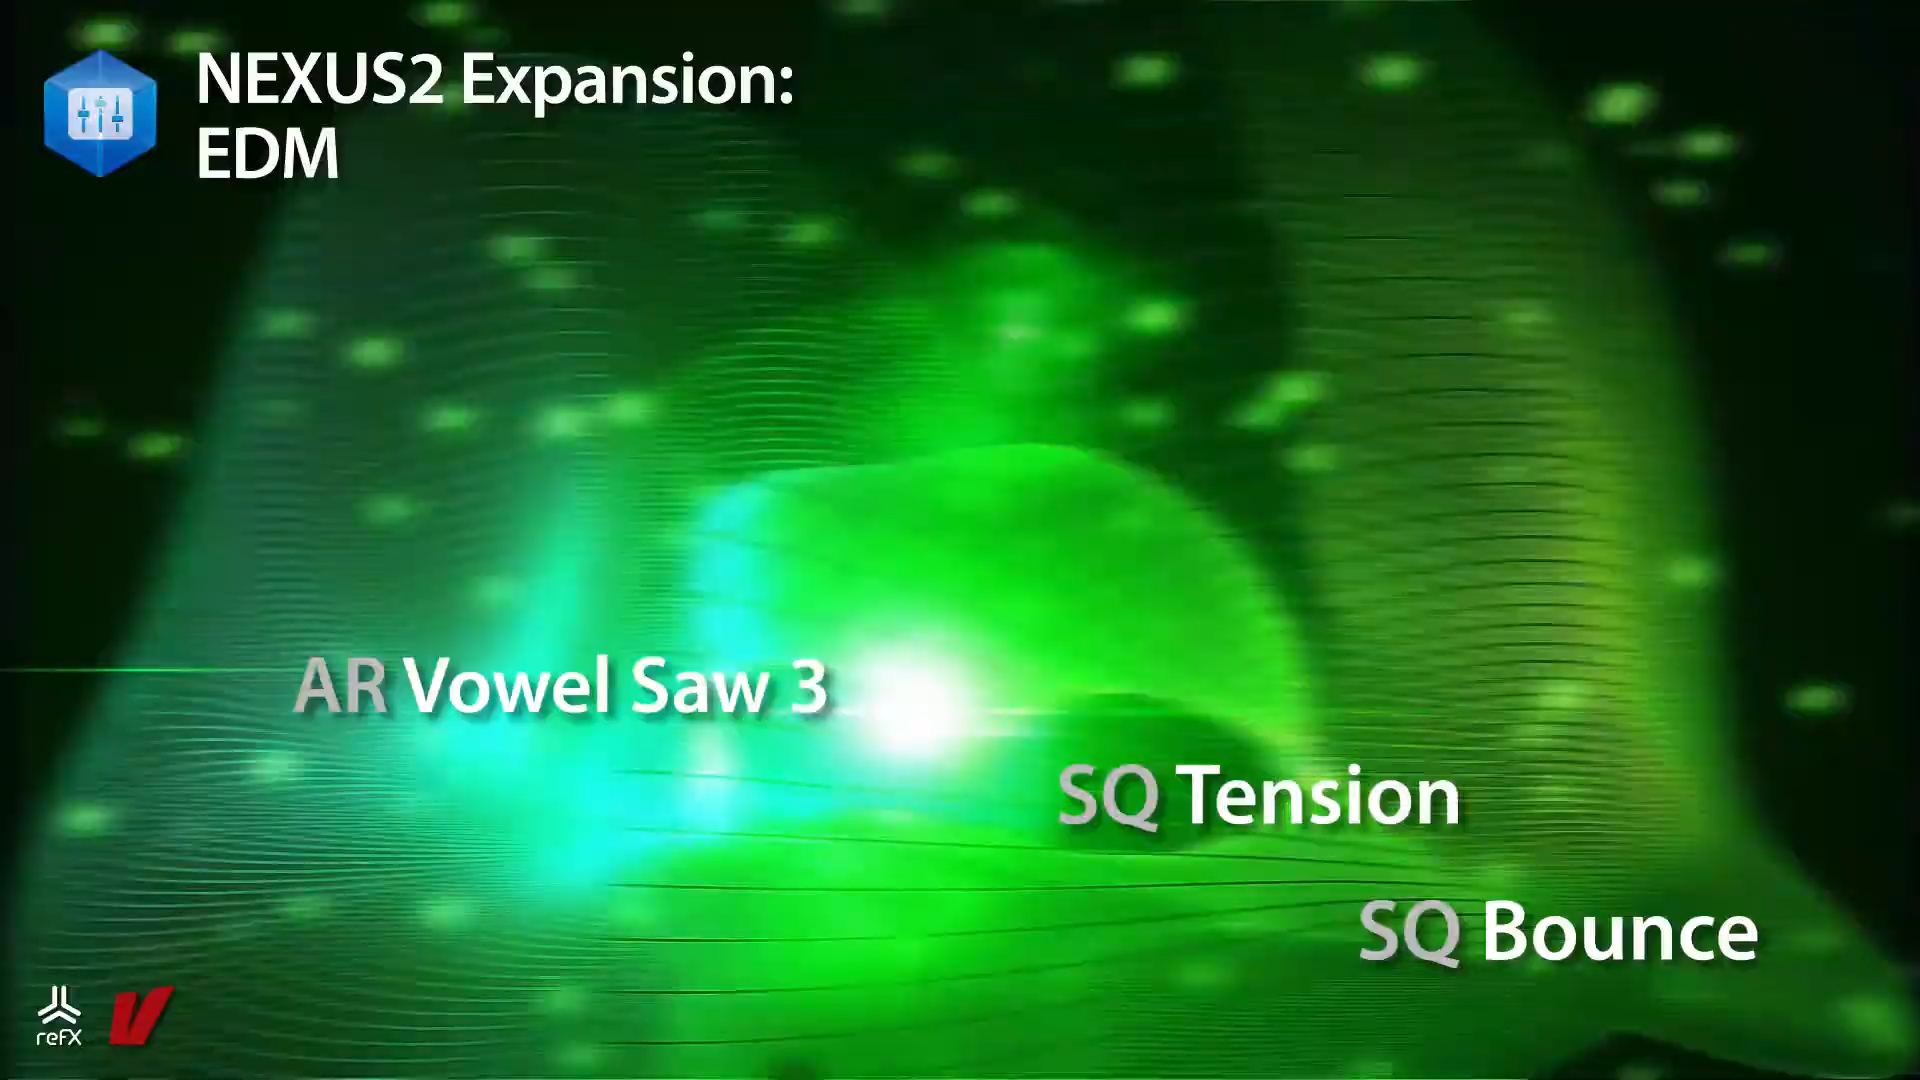 NEXUS2 Expansion:
EDM
AR Vowel Saw 3
SQ Tension
SQ Bounce
reFX
V